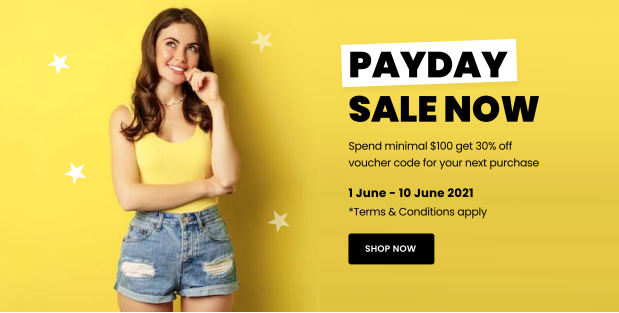 PAYDAY
SALE NOW
Spend minimal $100 get 30% off
voucher code for your next purchase
1 June - 10 June 2021
*Terms & Conditions apply
SHOP NOW